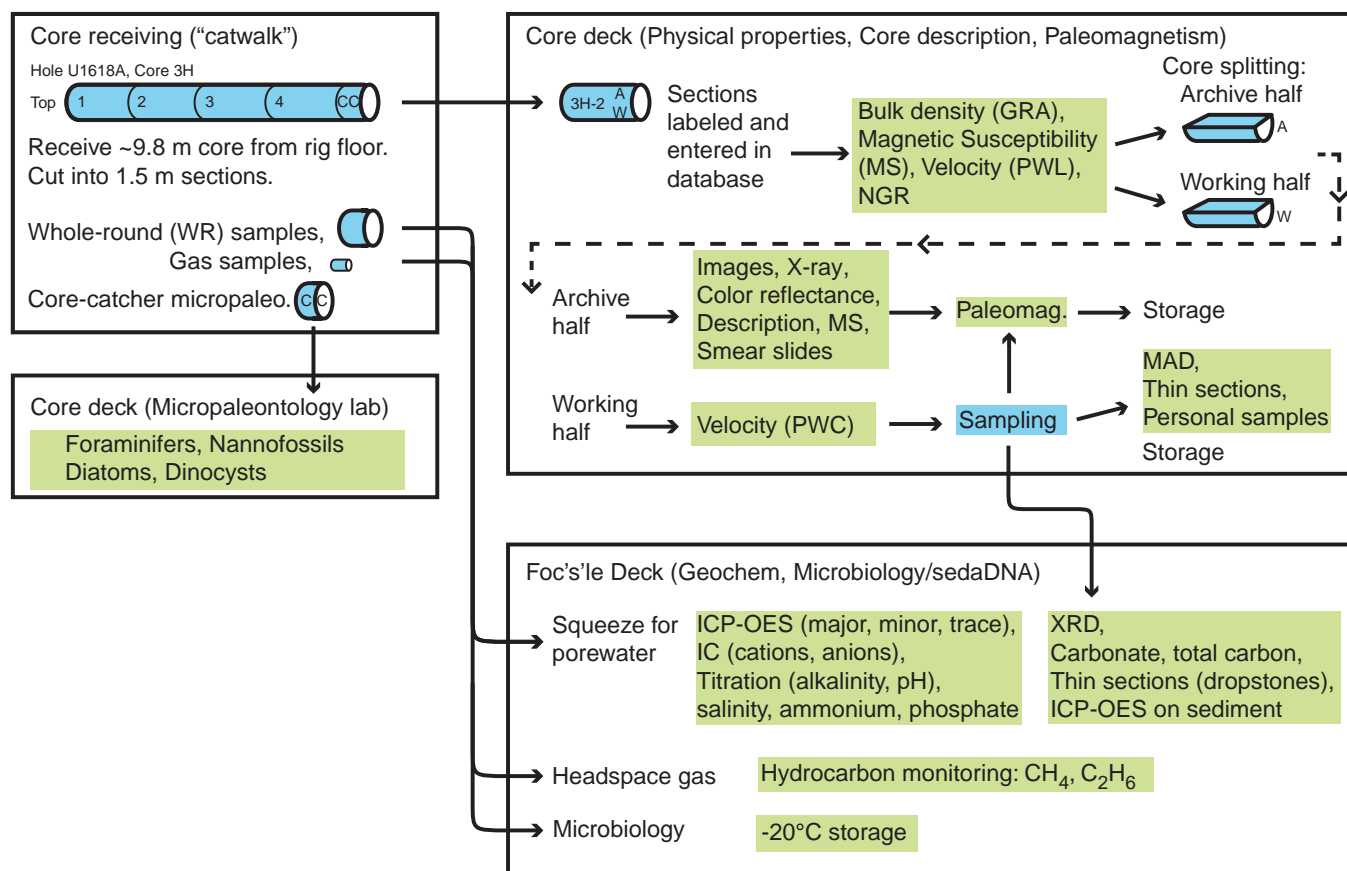 Core receiving (“catwalk”)
Hole U1618A, Core 3H
Top
1
2
3
4
CC
Receive ~9.8 m core from rig floor.
Cut into 1.5 m sections.
Whole-round (WR) samples,
Gas samples,
Core-catcher micropaleo.
CC
Core deck (Micropaleontology lab)
Foraminifers, Nannofossils
Diatoms, Dinocysts
Core deck (Physical properties, Core description, Paleomagnetism)
3H-2
A
W
Sections
labeled and
entered in
database
Bulk density (GRA),
Magnetic Susceptibility
(MS), Velocity (PWL),
NGR
Core splitting:
Archive half
A
Working half
W
Archive
half
Images, X-ray,
Color reflectance,
Description, MS,
Smear slides
Paleomag.
Storage
Working
half
Velocity (PWC)
Sampling
MAD,
Thin sections,
Personal samples
Storage
Foc's'le Deck (Geochem, Microbiology/sedaDNA)
Squeeze for
porewater
ICP-OES (major, minor, trace),
IC (cations, anions),
Titration (alkalinity, pH),
salinity, ammonium, phosphate
XRD,
Carbonate, total carbon,
Thin sections (dropstones),
ICP-OES on sediment
Headspace gas
Hydrocarbon monitoring: CH₄, C₂H₆
Microbiology
-20°C storage